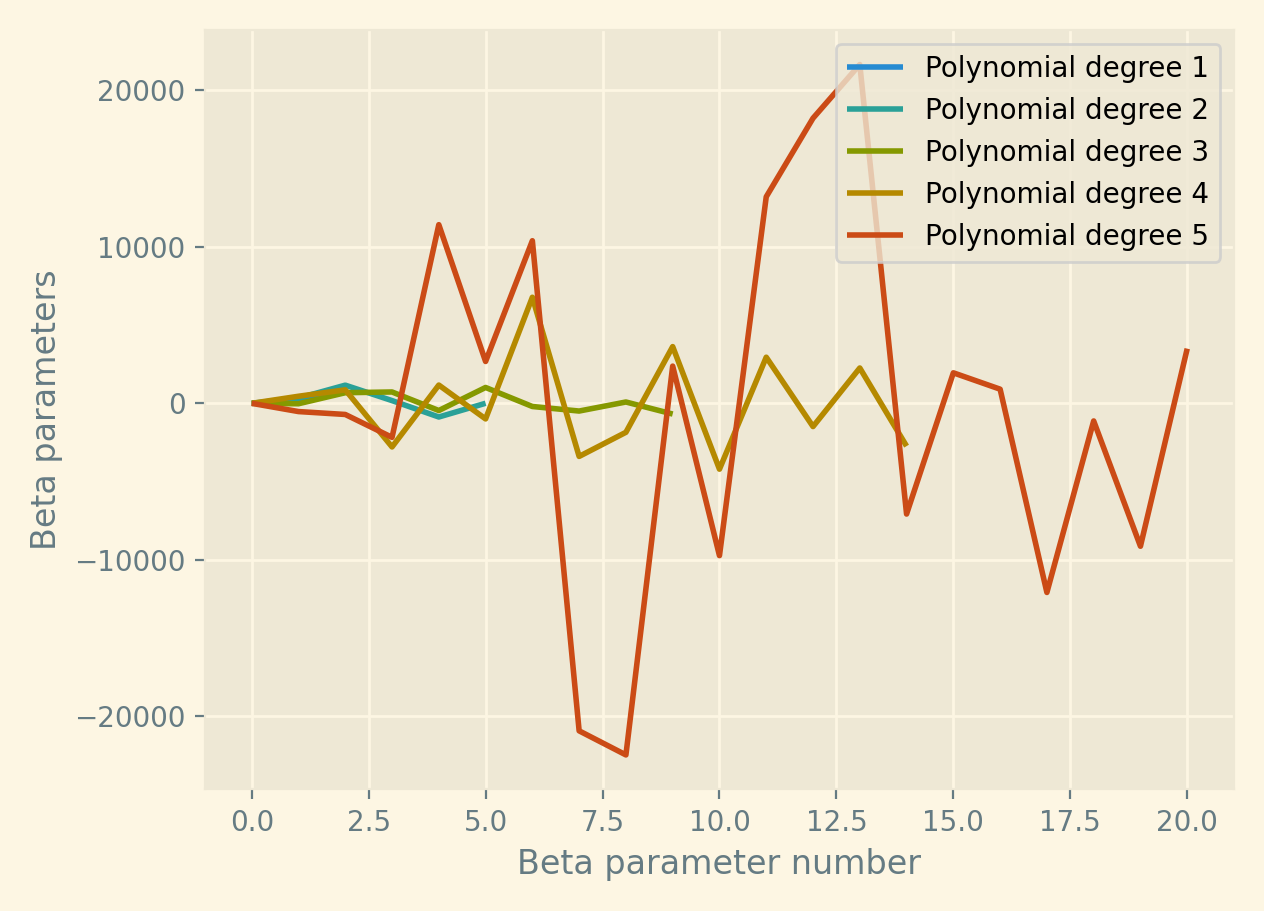 Polynomial degree 1
Polynomial degree 2
Polynomial degree 3
Polynomial degree 4
Polynomial degree 5
20000
10000
0
−10000
−20000
Beta parameters
0.0 2.5 5.0 7.5 10.0 12.5 15.0 17.5 20.0
Beta parameter number